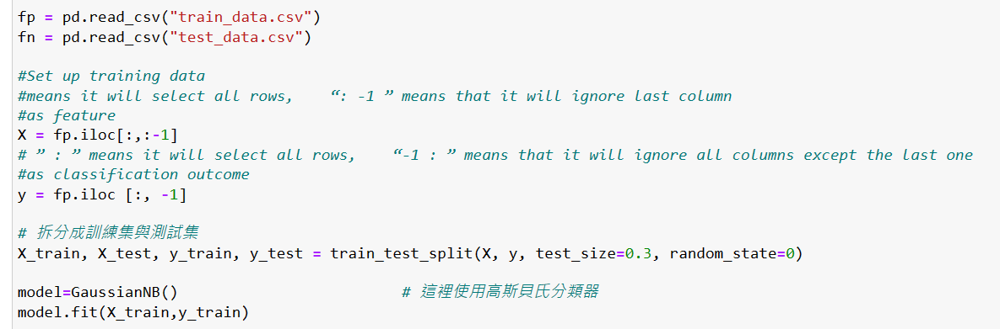 fp = pd.read_csv("train_data.csv")
fn = pd.read_csv("test_data.csv")
#Set up training data
#means it will select all rows,    “: -1 ” means that it will ignore last column
#as feature
X = fp.iloc[:,:-1]
# ” : ” means it will select all rows,    “-1 : ” means that it will ignore all columns except the last one
#as classification outcome
y = fp.iloc [:, -1]
# 拆分成訓練集與測試集
X_train, X_test, y_train, y_test = train_test_split(X, y, test_size=0.3, random_state=0)
model=GaussianNB()                         # 這裡使用高斯貝氏分類器
model.fit(X_train,y_train)